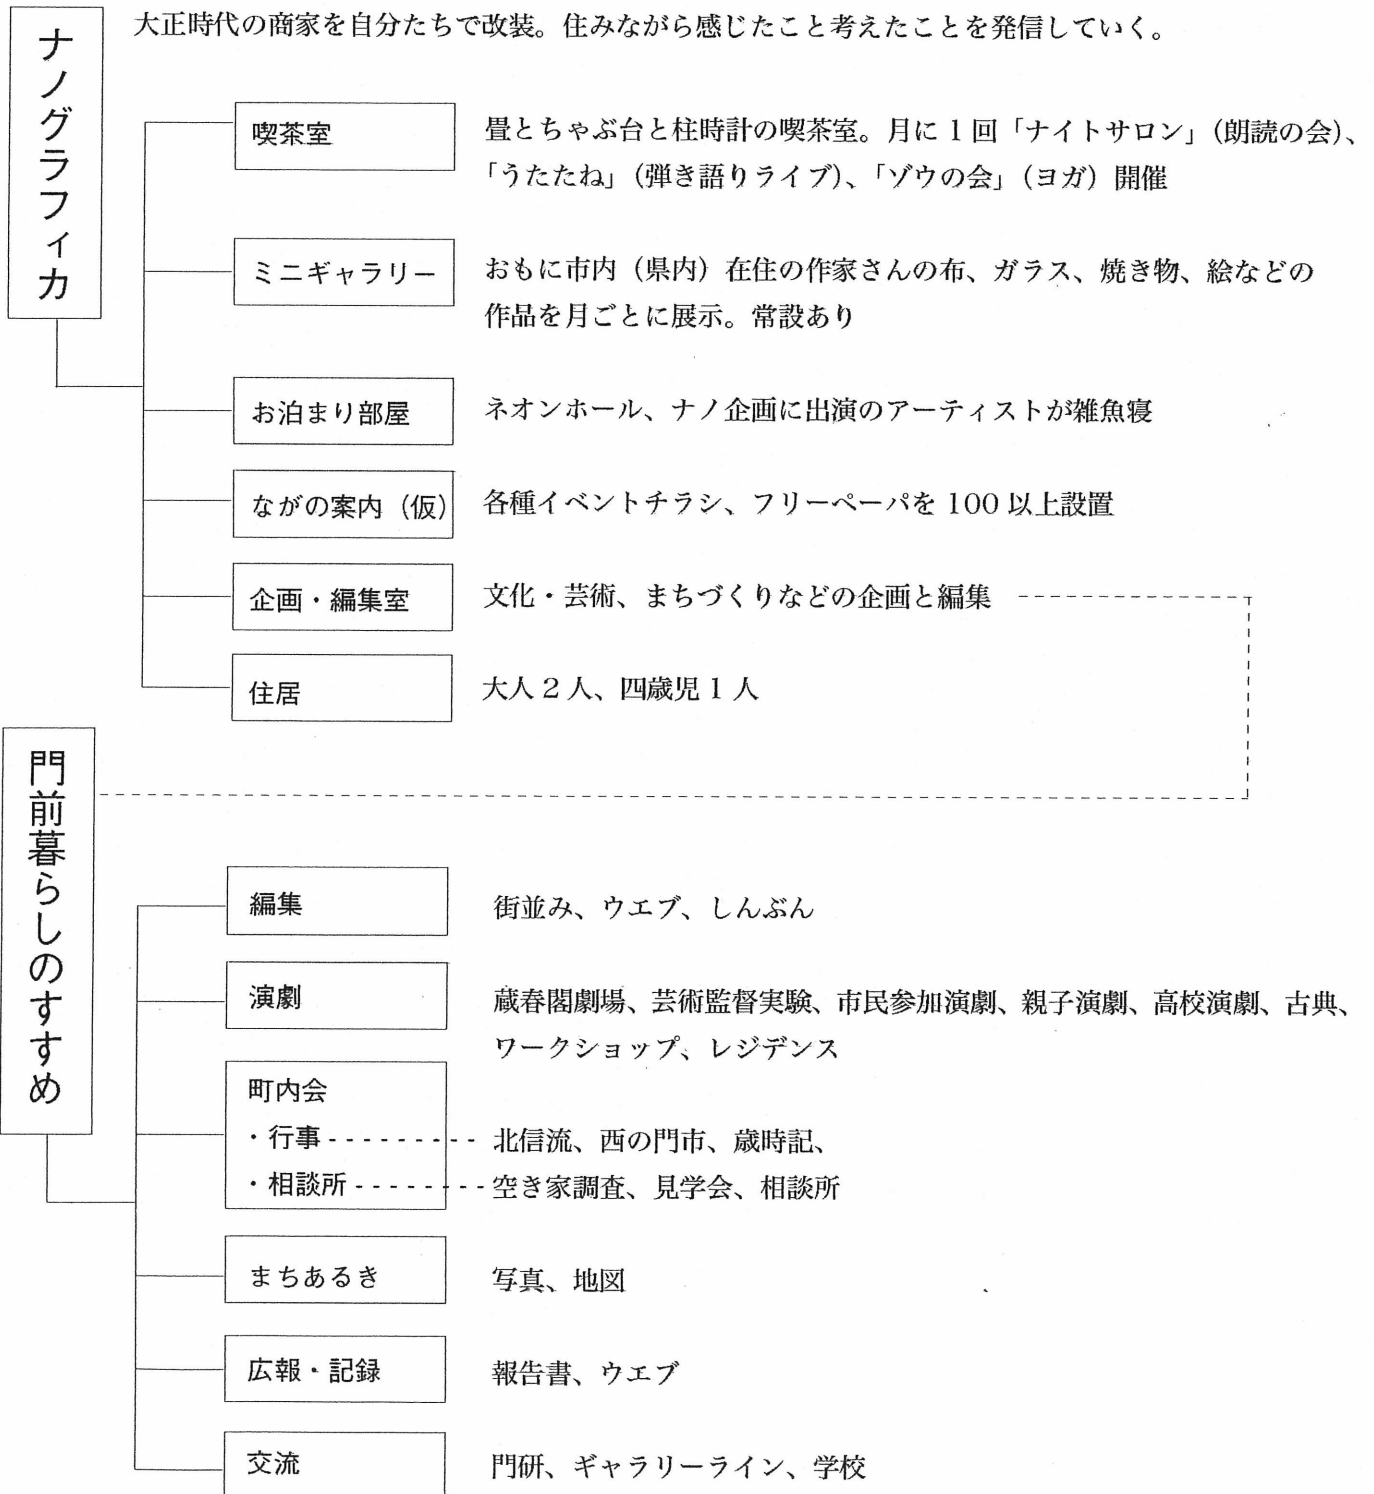 ナノグラフィカ
大正時代の商家を自分たちで改装。住みながら感じたこと考えたことを発信していく。
喫茶室
畳とちゃぶ台と柱時計の喫茶室。月に1回「ナイトサロン」（朗読の会）、
「うたたね」（弾き語りライブ）、「ゾウの会」（ヨガ）開催
ミニギャラリー
おもに市内（県内）在住の作家さんの布、ガラス、焼き物、絵などの
作品を月ごとに展示。常設あり
お泊まり部屋
ネオンホール、ナノ企画に出演のアーティストが雑魚寝
ながの案内（仮）
各種イベントチラシ、フリーペーパを100以上設置
企画・編集室
文化・芸術、まちづくりなどの企画と編集
住居
大人2人、四歳児1人
門前暮らしのすすめ
編集
街並み、ウエブ、しんぶん
演劇
蔵春閣劇場、芸術監督実験、市民参加演劇、親子演劇、高校演劇、古典、
ワークショップ、レジデンス
町内会
・行事 北信流、西の門市、歳時記、
・相談所 空き家調査、見学会、相談所
まちあるき
写真、地図
広報・記録
報告書、ウエブ
交流
門研、ギャラリーライン、学校